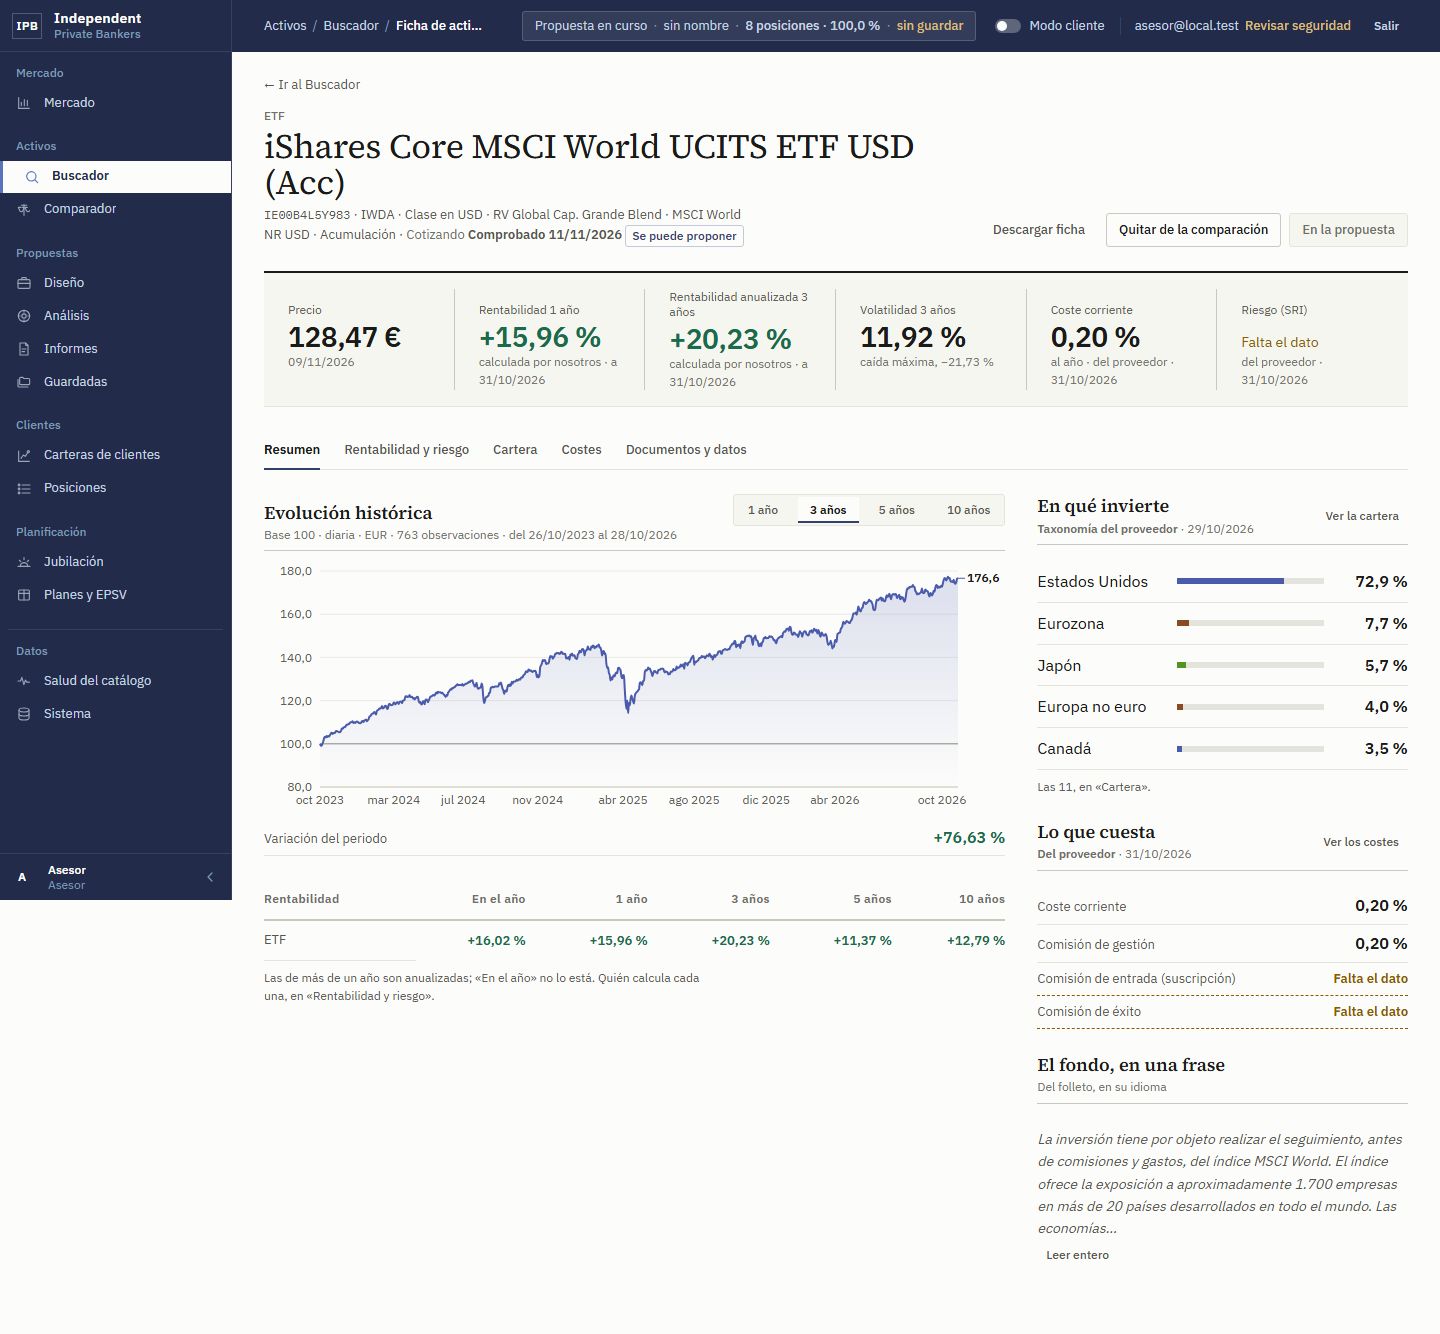 IPB
Independent
Private Bankers
Mercado
Mercado
Activos
Buscador
Comparador
Propuestas
Diseño
Análisis
Informes
Guardadas
Clientes
Carteras de clientes
Posiciones
Planificación
Jubilación
Planes y EPSV
Datos
Salud del catálogo
Sistema
A
Asesor
Asesor
Activos / Buscador / Ficha de acti...
Propuesta en curso · sin nombre · 8 posiciones · 100,0 % · sin guardar
Modo cliente
asesor@local.test Revisar seguridad
Salir
← Ir al Buscador
ETF
iShares Core MSCI World UCITS ETF USD
(Acc)
IE00B4L5Y983 · IWDA · Clase en USD · RV Global Cap. Grande Blend · MSCI World
NR USD · Acumulación · Cotizando Comprobado 11/11/2026 Se puede proponer
Descargar ficha
Quitar de la comparación
En la propuesta
Precio
128,47 €
09/11/2026
Rentabilidad 1 año
+15,96 %
calculada por nosotros · a
31/10/2026
Rentabilidad anualizada 3
años
+20,23 %
calculada por nosotros · a
31/10/2026
Volatilidad 3 años
11,92 %
caída máxima, −21,73 %
Coste corriente
0,20 %
al año · del proveedor ·
31/10/2026
Riesgo (SRI)
Falta el dato
del proveedor ·
31/10/2026
Resumen
Rentabilidad y riesgo
Cartera
Costes
Documentos y datos
Evolución histórica
1 año
3 años
5 años
10 años
Base 100 · diaria · EUR · 763 observaciones · del 26/10/2023 al 28/10/2026
180,0
160,0
140,0
120,0
100,0
80,0
176,6
oct 2023 mar 2024 jul 2024 nov 2024 abr 2025 ago 2025 dic 2025 abr 2026 oct 2026
Variación del periodo +76,63 %
Rentabilidad En el año 1 año 3 años 5 años 10 años
ETF +16,02 % +15,96 % +20,23 % +11,37 % +12,79 %
Las de más de un año son anualizadas; «En el año» no lo está. Quién calcula cada
una, en «Rentabilidad y riesgo».
En qué invierte
Taxonomía del proveedor · 29/10/2026
Ver la cartera
Estados Unidos 72,9 %
Eurozona 7,7 %
Japón 5,7 %
Europa no euro 4,0 %
Canadá 3,5 %
Las 11, en «Cartera».
Lo que cuesta
Del proveedor · 31/10/2026
Ver los costes
Coste corriente 0,20 %
Comisión de gestión 0,20 %
Comisión de entrada (suscripción) Falta el dato
Comisión de éxito Falta el dato
El fondo, en una frase
Del folleto, en su idioma
La inversión tiene por objeto realizar el seguimiento, antes
de comisiones y gastos, del índice MSCI World. El índice
ofrece la exposición a aproximadamente 1.700 empresas
en más de 20 países desarrollados en todo el mundo. Las
economías...
Leer entero